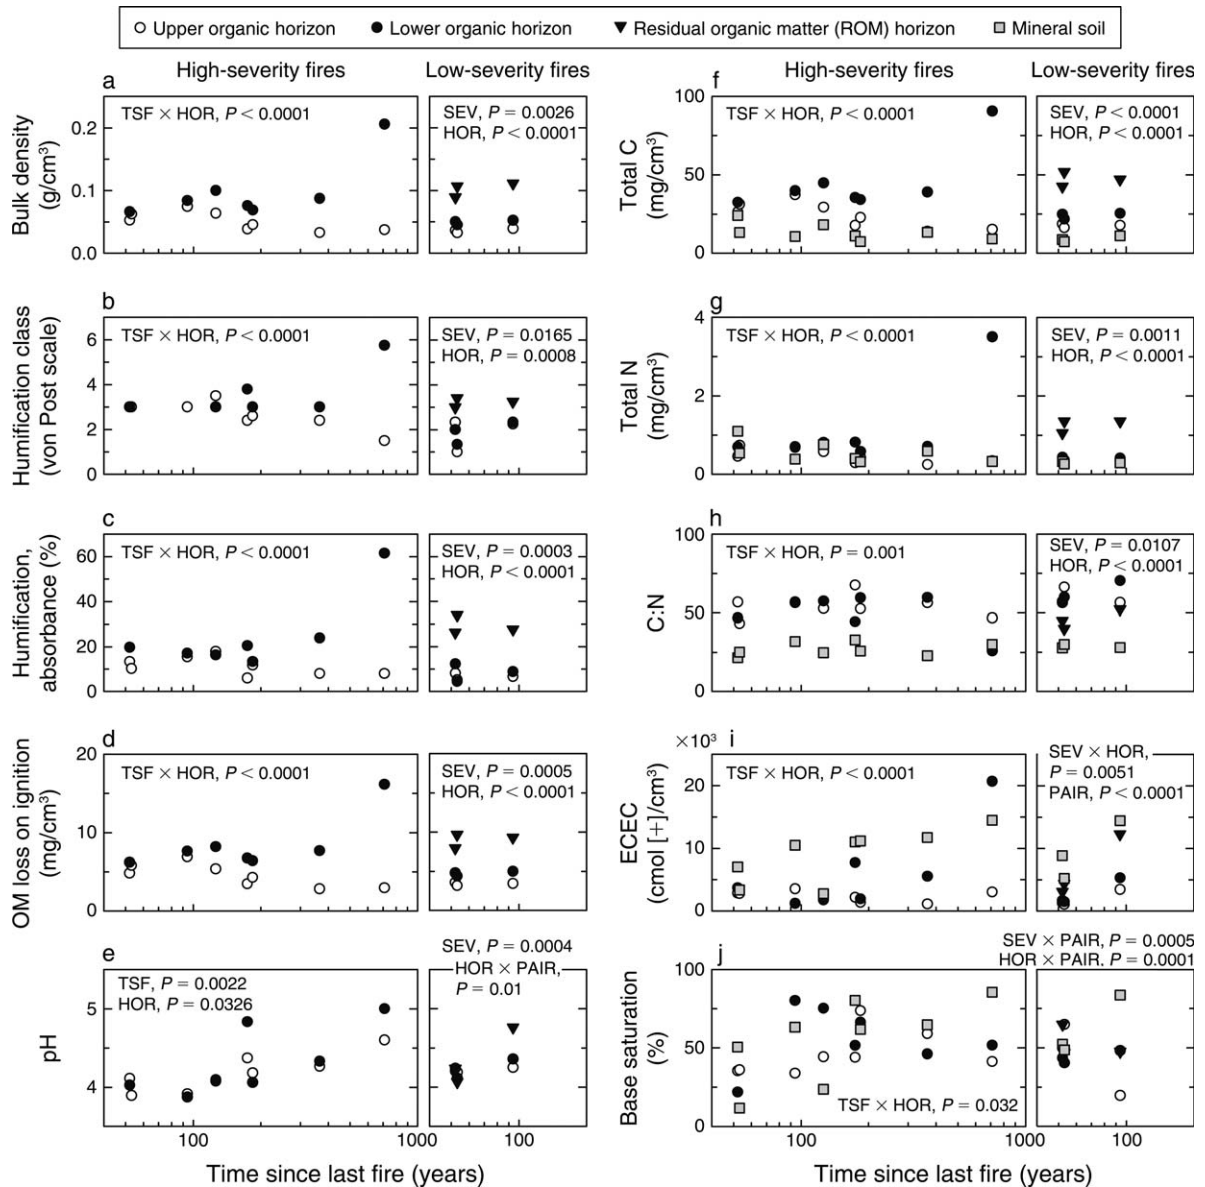 Upper organic horizon Lower organic horizon Residual organic matter (ROM) horizon Mineral soil
High-severity fires Low-severity fires High-severity fires Low-severity fires
a
TSF × HOR, P < 0.0001
SEV, P = 0.0026
HOR, P < 0.0001
Bulk density
(g/cm³)
0.2
0.1
0.0
b
TSF × HOR, P < 0.0001
SEV, P = 0.0165
HOR, P = 0.0008
Humification class
(von Post scale)
6
4
2
0
c
TSF × HOR, P < 0.0001
SEV, P = 0.0003
HOR, P < 0.0001
Humification,
absorbance (%)
60
40
20
0
d
TSF × HOR, P < 0.0001
SEV, P = 0.0005
HOR, P < 0.0001
OM loss on ignition
(mg/cm³)
20
10
5
0
e
TSF, P = 0.0022
HOR, P = 0.0326
SEV, P = 0.0004
HOR × PAIR,
P = 0.01
pH
5
4
100 1000 100
Time since last fire (years)
f
TSF × HOR, P < 0.0001
SEV, P < 0.0001
HOR, P < 0.0001
Total C
(mg/cm³)
100
50
0
g
TSF × HOR, P < 0.0001
SEV, P = 0.0011
HOR, P < 0.0001
Total N
(mg/cm³)
4
2
0
h
TSF × HOR, P = 0.001
SEV, P = 0.0107
HOR, P < 0.0001
C:N
100
50
0
×10³ i
TSF × HOR, P < 0.0001
SEV × HOR,
P = 0.0051
PAIR, P < 0.0001
ECEC
(cmol [+]/cm³)
20
10
0
j
SEV × PAIR, P = 0.0005
HOR × PAIR, P = 0.0001
TSF × HOR, P = 0.032
Base saturation
(%)
100
50
0
100 1000 100
Time since last fire (years)